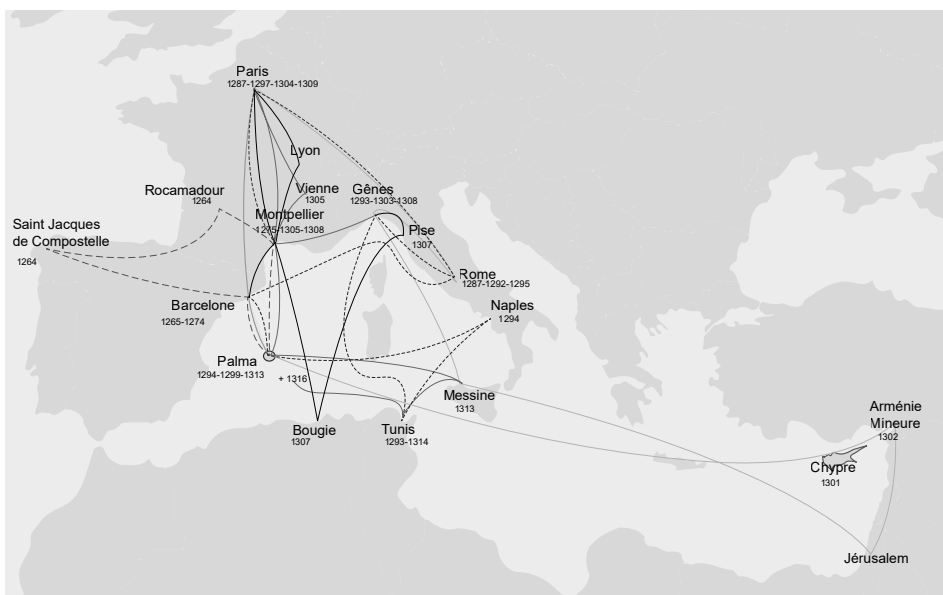 Paris
1287-1297-1304-1309
Lyon
Rocamadour
1264
Vienne
1305
Gênes
1293-1303-1308
Montpellier
1275-1305-1308
Saint Jacques
de Compostelle
1264
Pise
1307
Rome
1287-1292-1295
Barcelone
1265-1274
Naples
1294
Palma
1294-1299-1313
+ 1316
Messine
1313
Bougie
1307
Tunis
1293-1314
Arménie
Mineure
1302
Chypre
1301
Jérusalem